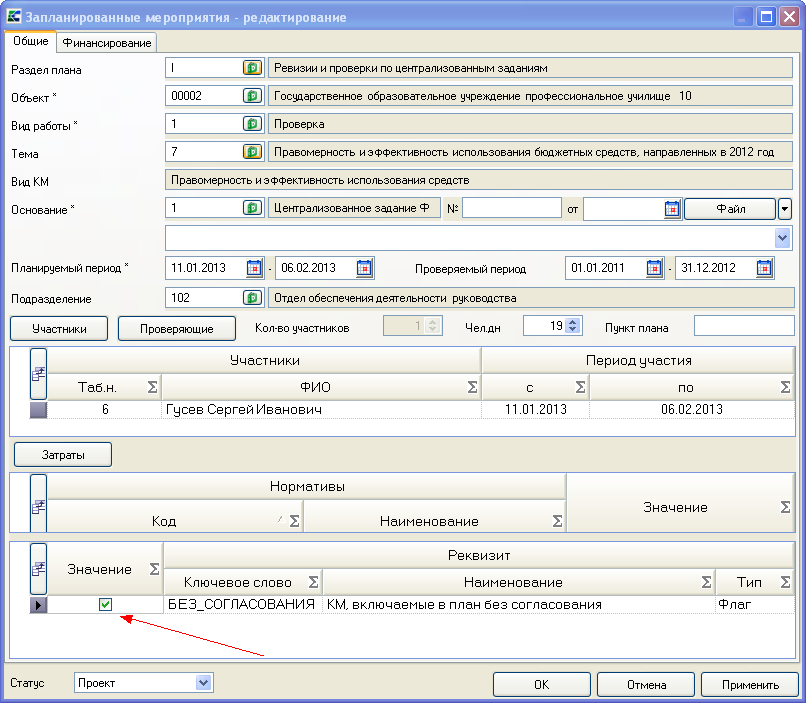 Запланированные мероприятия - редактирование
Общие Финансирование
Раздел плана I Ревизии и проверки по централизованным заданиям
Объект * 00002 Государственное образовательное учреждение профессиональное училище 10
Вид работы * 1 Проверка
Тема 7 Правомерность и эффективность использования бюджетных средств, направленных в 2012 год
Вид КМ Правомерность и эффективность использования средств
Основание * 1 Централизованное задание Ф № от Файл
Планируемый период * 11.01.2013 - 06.02.2013 Проверяемый период 01.01.2011 - 31.12.2012
Подразделение 102 Отдел обеспечения деятельности руководства
Участники Проверяющие Кол-во участников 1 Чел.дн 19 Пункт плана
Участники Период участия
Таб.н. Σ ФИО Σ с Σ по Σ
6 Гусев Сергей Иванович 11.01.2013 06.02.2013
Затраты
Нормативы Значение Σ
Код Σ Наименование Σ
Значение Σ Реквизит
Ключевое слово Σ Наименование Σ Тип Σ
БЕЗ_СОГЛАСОВАНИЯ КМ, включаемые в план без согласования Флаг
Статус Проект OK Отмена Применить